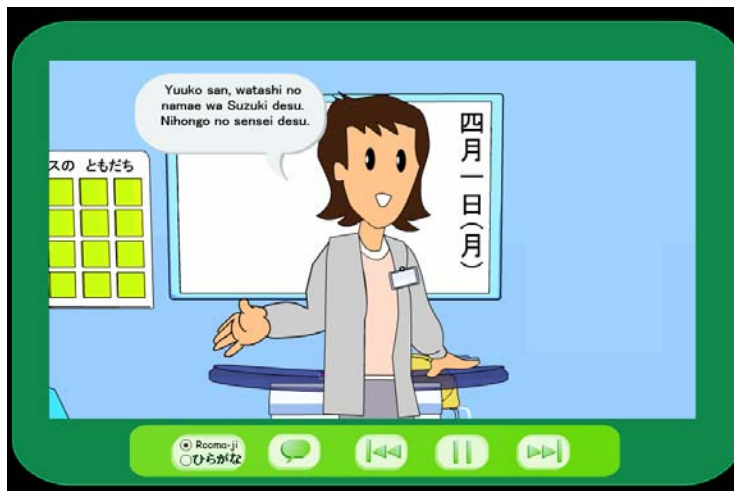 Yuuko san, watashi no
namae wa Suzuki desu.
Nihongo no sensei desu.
四月一日(月)
スの ともだち
Rooma-ji
ひらがな